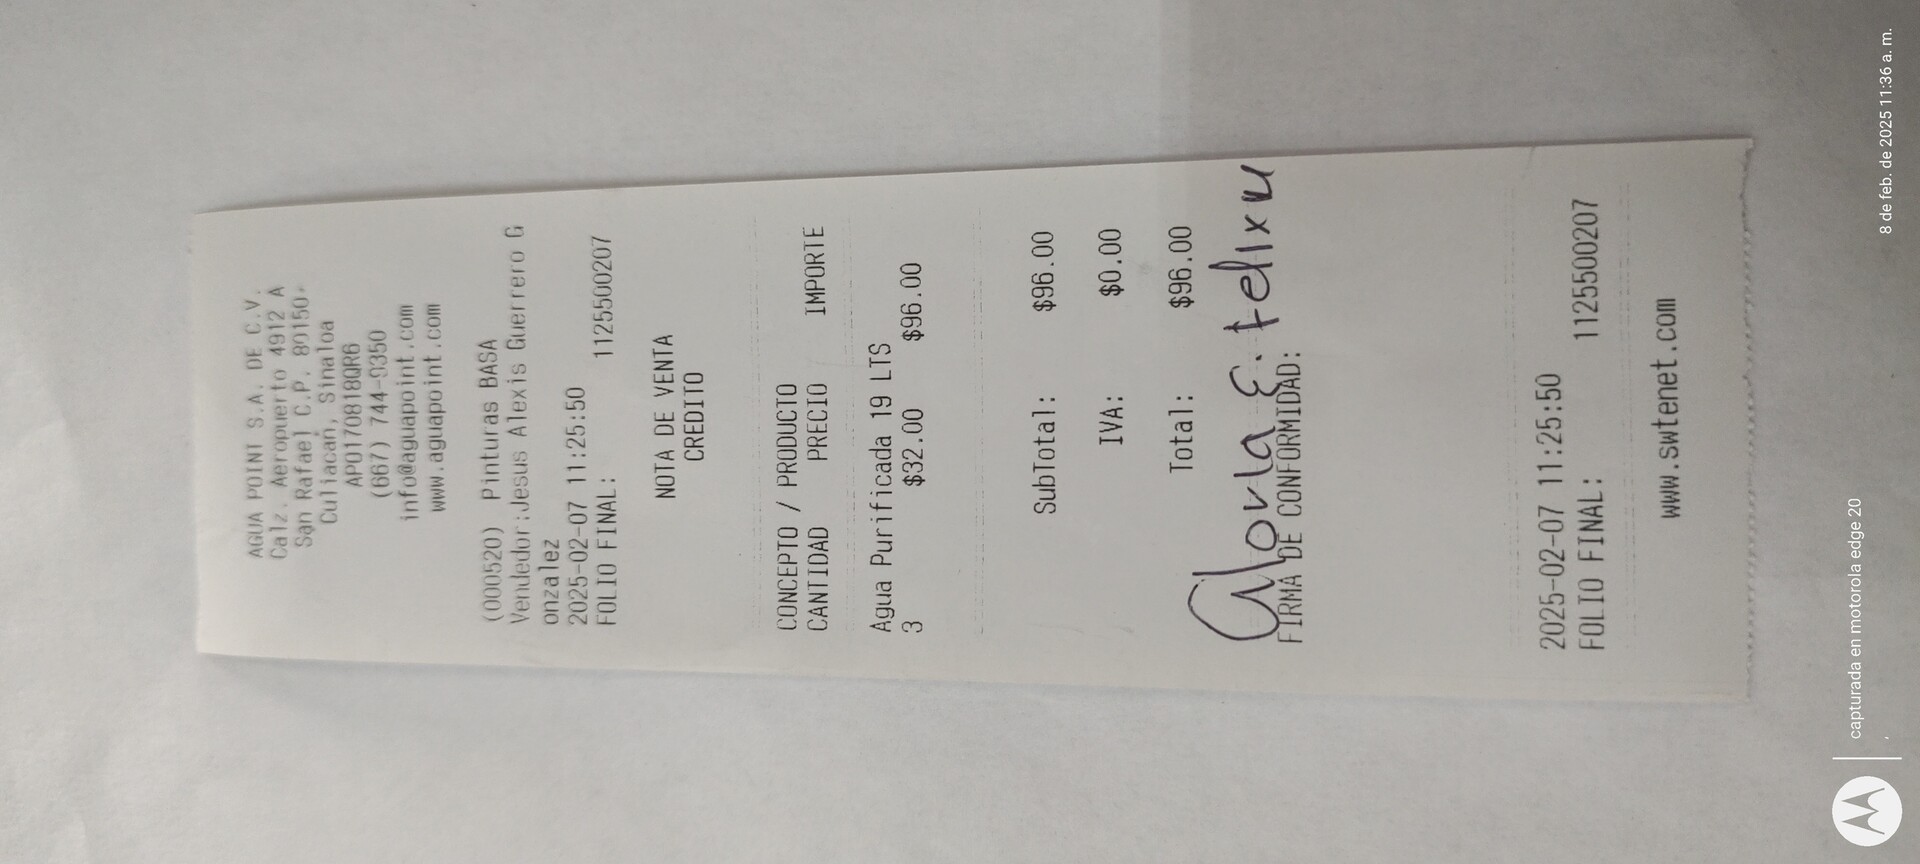 AGUA POINT S.A. DE C.V.
Calz. Aeropuerto 4912 A
San Rafael C.P. 80150
Culiacan, Sinaloa
APO170818QR6
(667) 744-9350
info@aguapoint.com
www.aguapoint.com
(000520) Pinturas BASA
Vendedor:Jesus Alexis Guerrero G
onzalez
2025-02-07 11:25:50
FOLIO FINAL: 1125500207
NOTA DE VENTA
CREDITO
CONCEPTO / PRODUCTO
CANTIDAD PRECIO IMPORTE
Agua Purificada 19 LTS
3 $32.00 $96.00
SubTotal: $96.00
IVA: $0.00
Total: $96.00
FIRMA DE CONFORMIDAD:
2025-02-07 11:25:50
FOLIO FINAL: 1125500207
www.swtenet.com
capturada en motorola edge 20
8 de feb. de 2025 11:36 a. m.